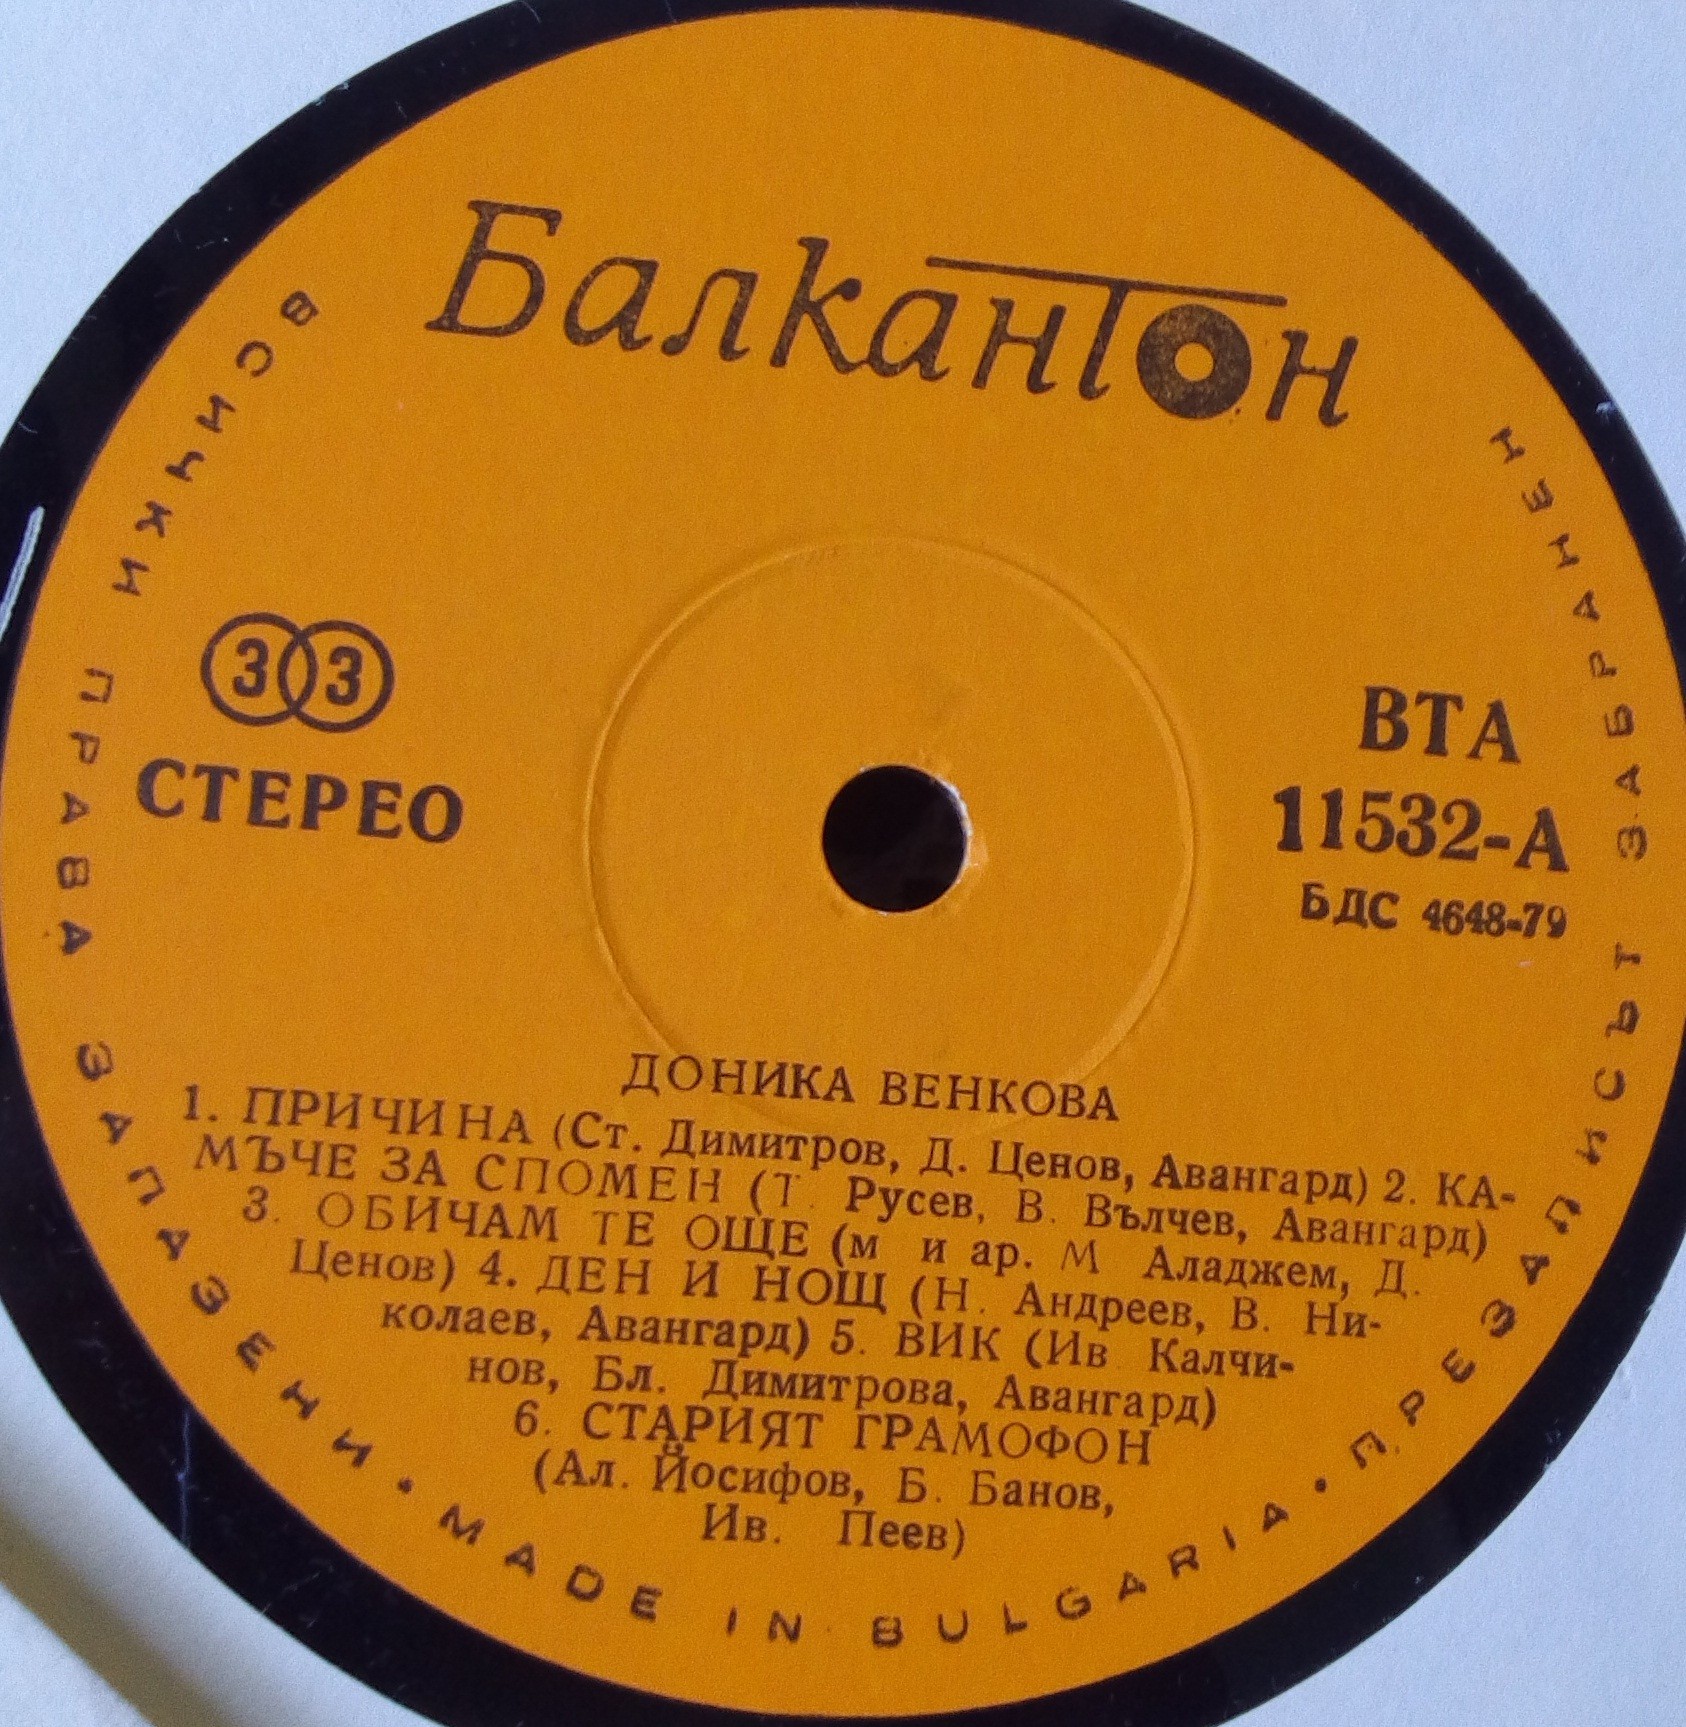 Балкантон
33
СТЕРЕО
ВТА
11532-А
БДС 4648-79
ДОНИКА ВЕНКОВА
1. ПРИЧИНА (Ст. Димитров, Д. Ценов, Авангард) 2. КА-
МЪЧЕ ЗА СПОМЕН (Т. Русев, В. Вълчев, Авангард)
3. ОБИЧАМ ТЕ ОЩЕ (м и ар. М Аладжем, Д.
Ценов) 4. ДЕН И НОЩ (Н. Андреев, В. Ни-
колаев, Авангард) 5. ВИК (Ив Калчи-
нов, Бл. Димитрова, Авангард)
6. СТАРИЯТ ГРАМОФОН
(Ал. Йосифов, Б. Банов,
Ив. Пеев)
ВСИЧКИ ПРАВА ЗАПАЗЕНИ • MADE IN BULGARIA • ПРЕЗАПИСЪТ ЗАБРАНЕН